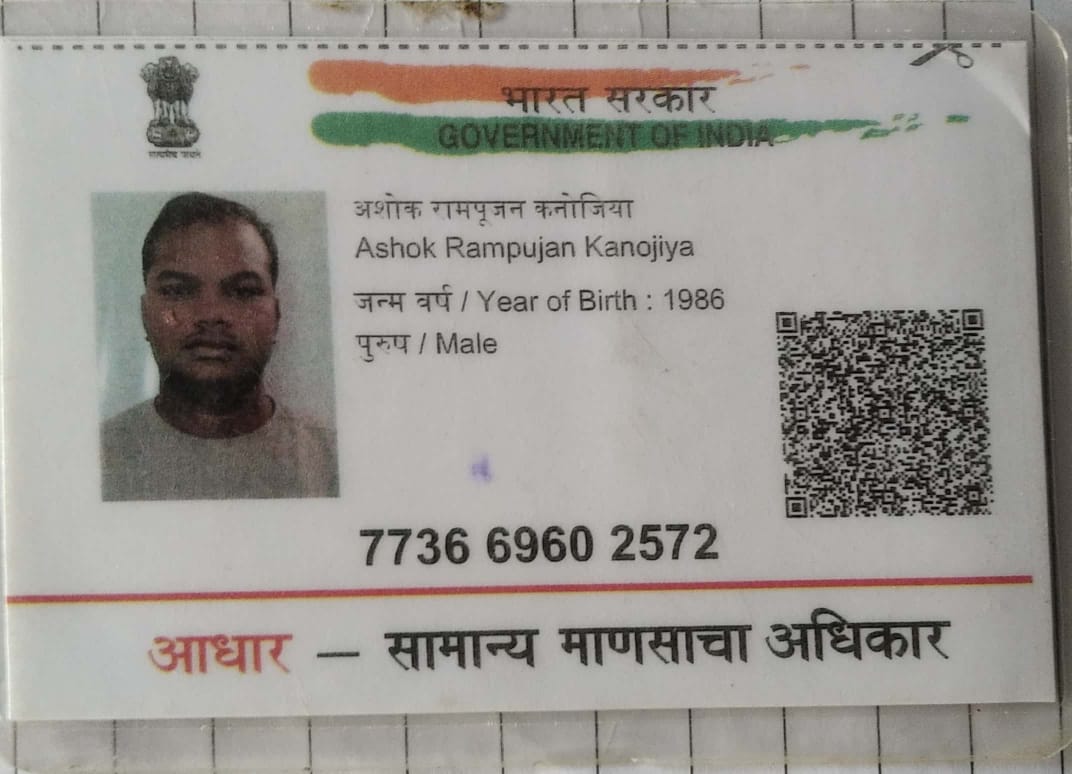 भारत सरकार
GOVERNMENT OF INDIA
सत्यमेव जयते
अशोक रामपूजन कनोजिया
Ashok Rampujan Kanojiya
जन्म वर्ष / Year of Birth : 1986
पुरुष / Male
7736 6960 2572
आधार — सामान्य माणसाचा अधिकार